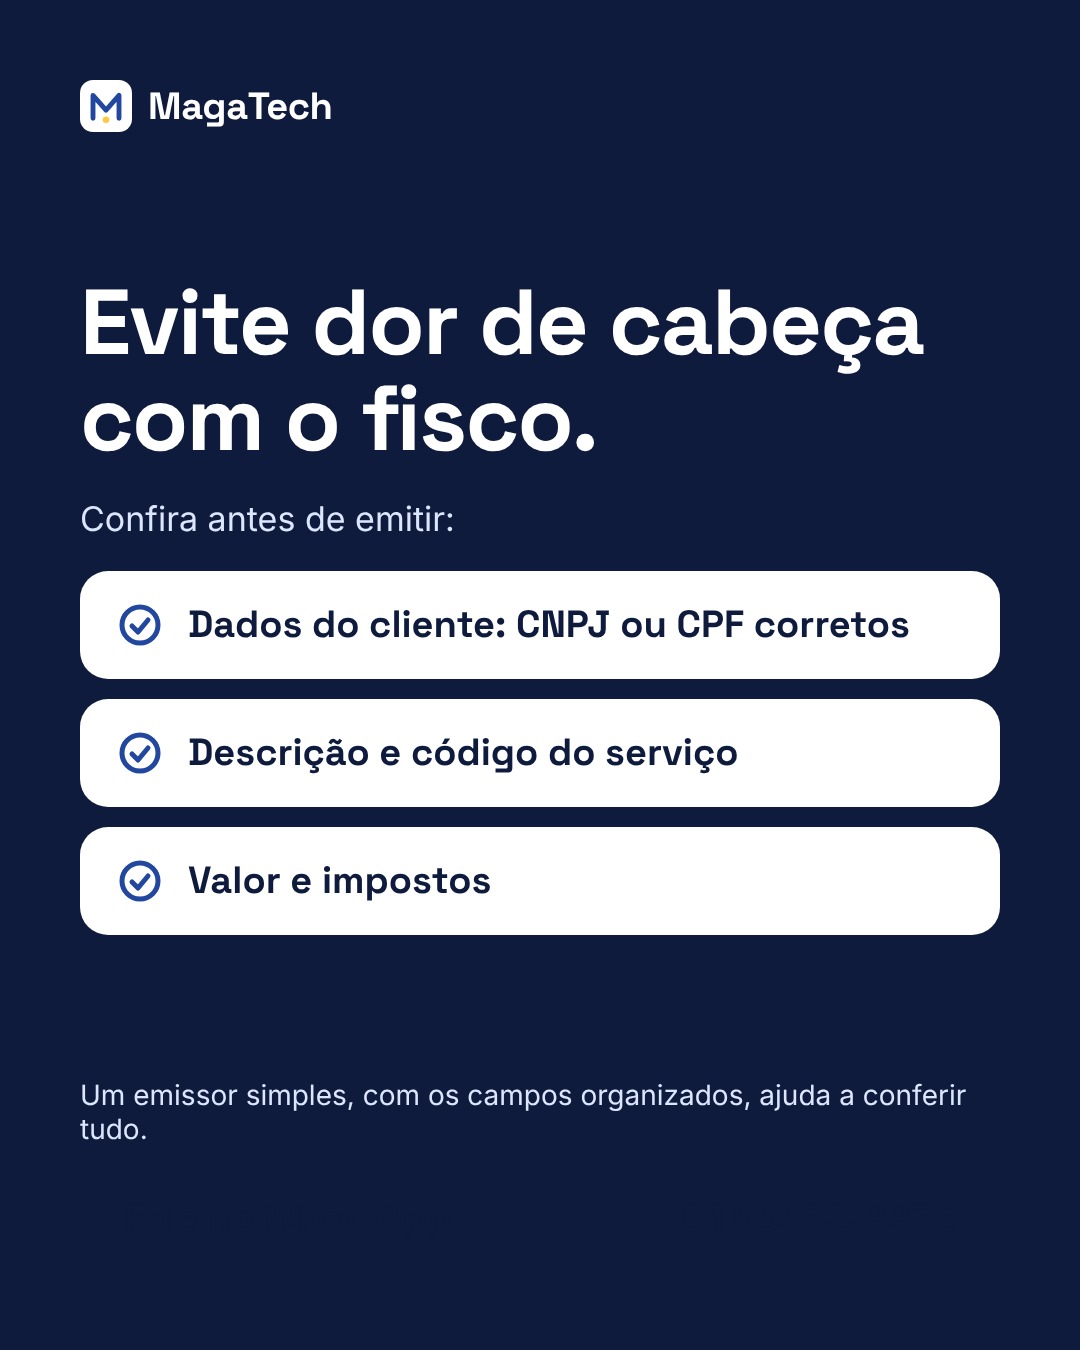 MagaTech
Evite dor de cabeça
com o fisco.
Confira antes de emitir:
Dados do cliente: CNPJ ou CPF corretos
Descrição e código do serviço
Valor e impostos
Um emissor simples, com os campos organizados, ajuda a conferir
tudo.